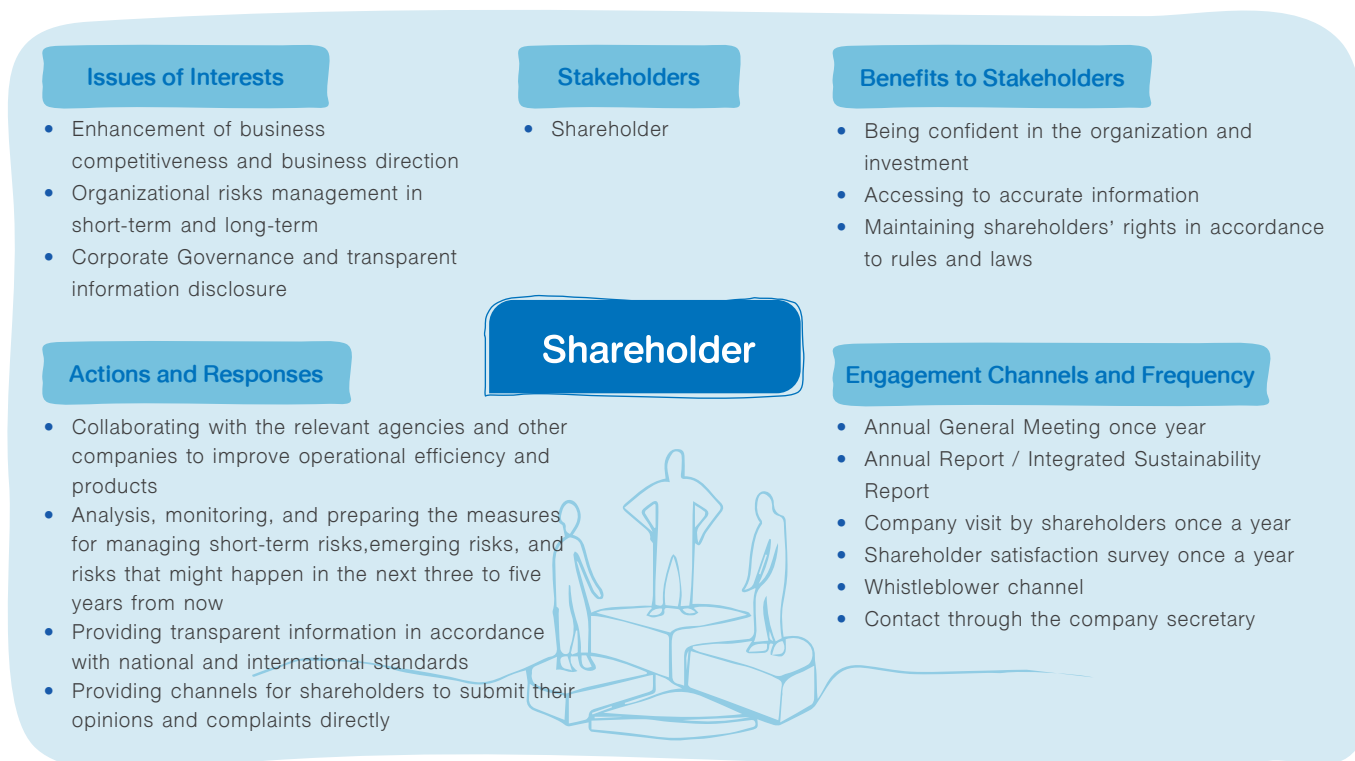 Issues of Interests
• Enhancement of business
competitiveness and business direction
• Organizational risks management in
short-term and long-term
• Corporate Governance and transparent
information disclosure
Stakeholders
• Shareholder
Benefits to Stakeholders
• Being confident in the organization and
investment
• Accessing to accurate information
• Maintaining shareholders’ rights in accordance
to rules and laws
Shareholder
Actions and Responses
• Collaborating with the relevant agencies and other
companies to improve operational efficiency and
products
• Analysis, monitoring, and preparing the measures
for managing short-term risks,emerging risks, and
risks that might happen in the next three to five
years from now
• Providing transparent information in accordance
with national and international standards
• Providing channels for shareholders to submit their
opinions and complaints directly
Engagement Channels and Frequency
• Annual General Meeting once year
• Annual Report / Integrated Sustainability
Report
• Company visit by shareholders once a year
• Shareholder satisfaction survey once a year
• Whistleblower channel
• Contact through the company secretary